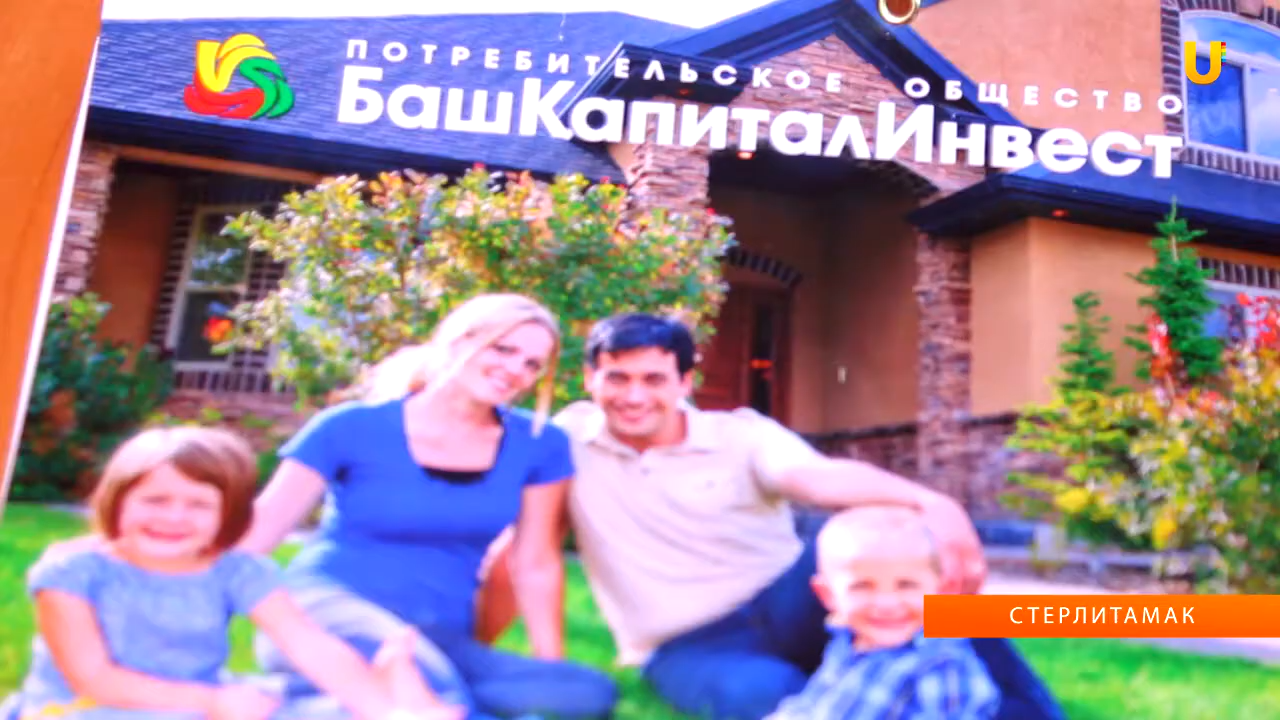 ПОТРЕБИТЕЛЬСКОЕ ОБЩЕСТВО
БашКапиталИнвест
U
СТЕРЛИТАМАК